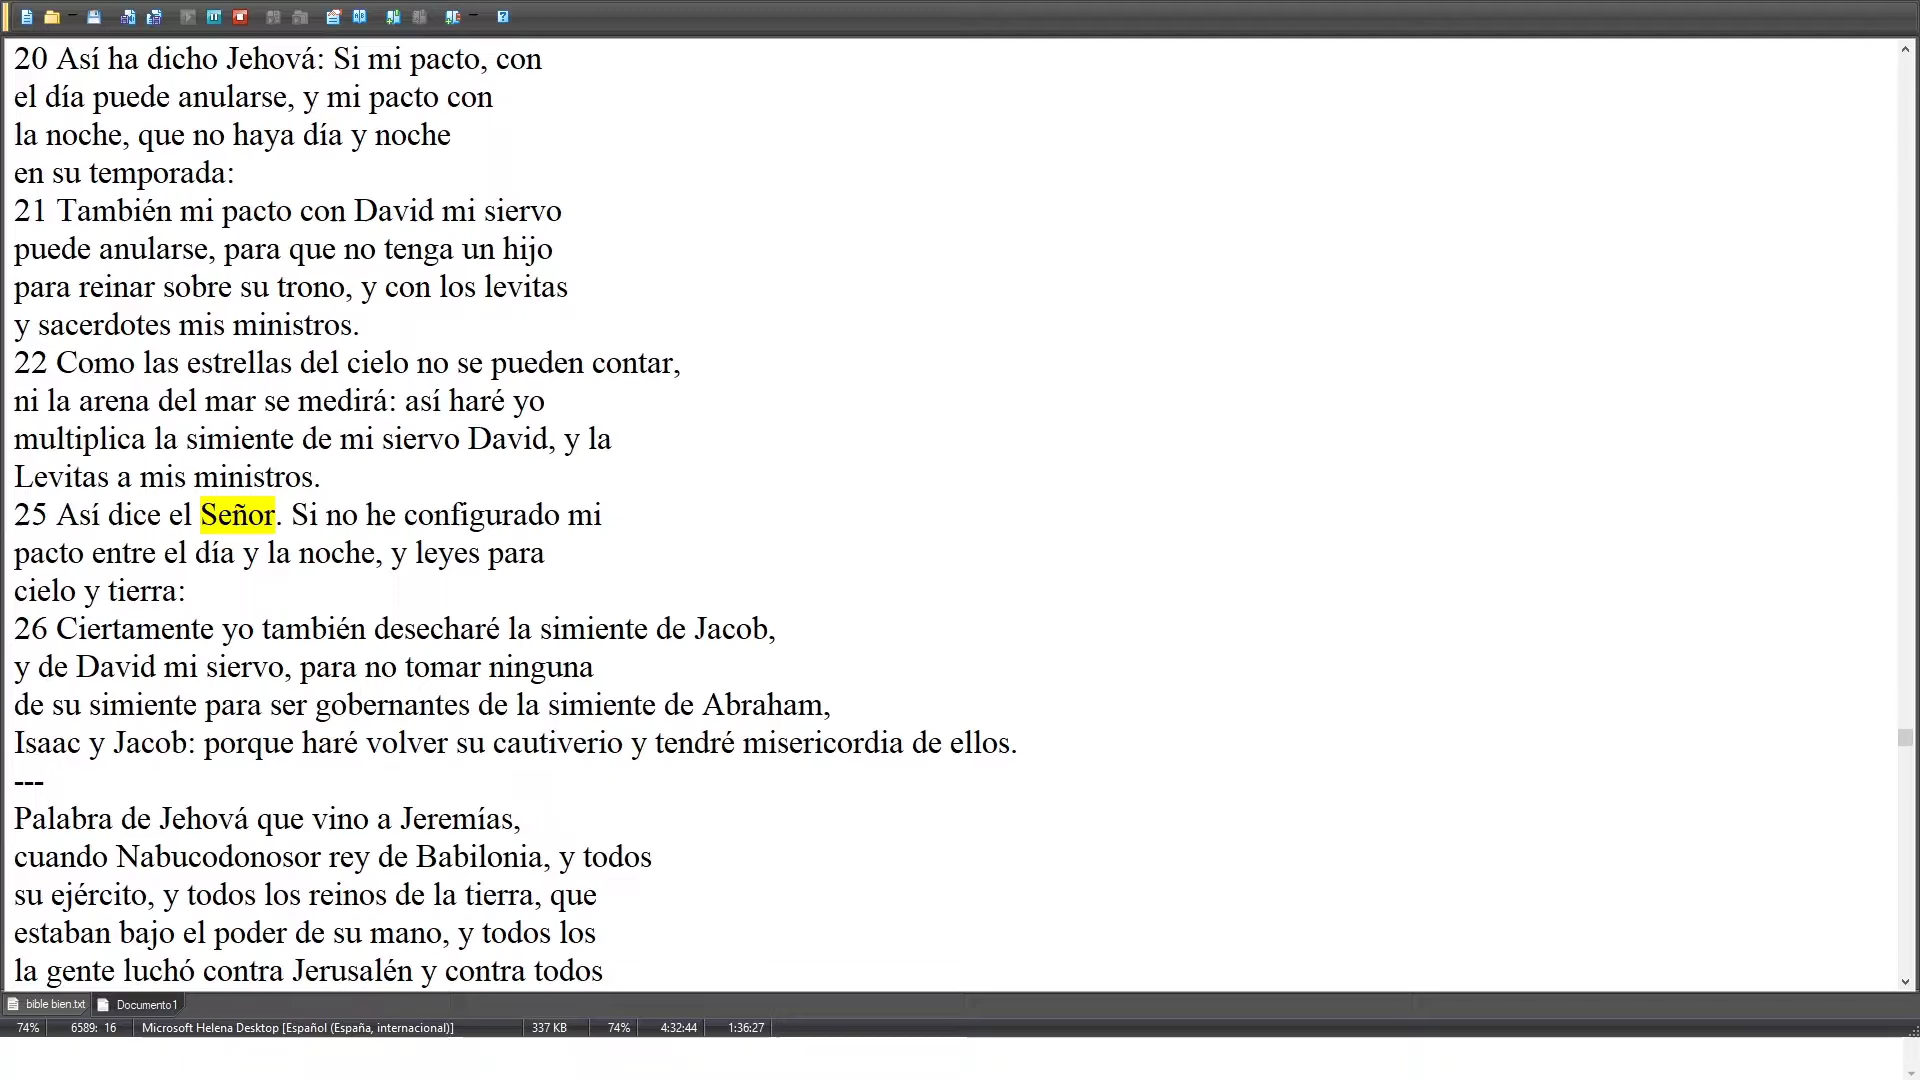 20 Así ha dicho Jehová: Si mi pacto, con
el día puede anularse, y mi pacto con
la noche, que no haya día y noche
en su temporada:
21 También mi pacto con David mi siervo
puede anularse, para que no tenga un hijo
para reinar sobre su trono, y con los levitas
y sacerdotes mis ministros.
22 Como las estrellas del cielo no se pueden contar,
ni la arena del mar se medirá: así haré yo
multiplica la simiente de mi siervo David, y la
Levitas a mis ministros.
25 Así dice el Señor. Si no he configurado mi
pacto entre el día y la noche, y leyes para
cielo y tierra:
26 Ciertamente yo también desecharé la simiente de Jacob,
y de David mi siervo, para no tomar ninguna
de su simiente para ser gobernantes de la simiente de Abraham,
Isaac y Jacob: porque haré volver su cautiverio y tendré misericordia de ellos.
---
Palabra de Jehová que vino a Jeremías,
cuando Nabucodonosor rey de Babilonia, y todos
su ejército, y todos los reinos de la tierra, que
estaban bajo el poder de su mano, y todos los
la gente luchó contra Jerusalén y contra todos
bible bien.txt Documento1
74% 6589: 16 Microsoft Helena Desktop [Español (España, internacional)] 337 KB 74% 4:32:44 1:36:27